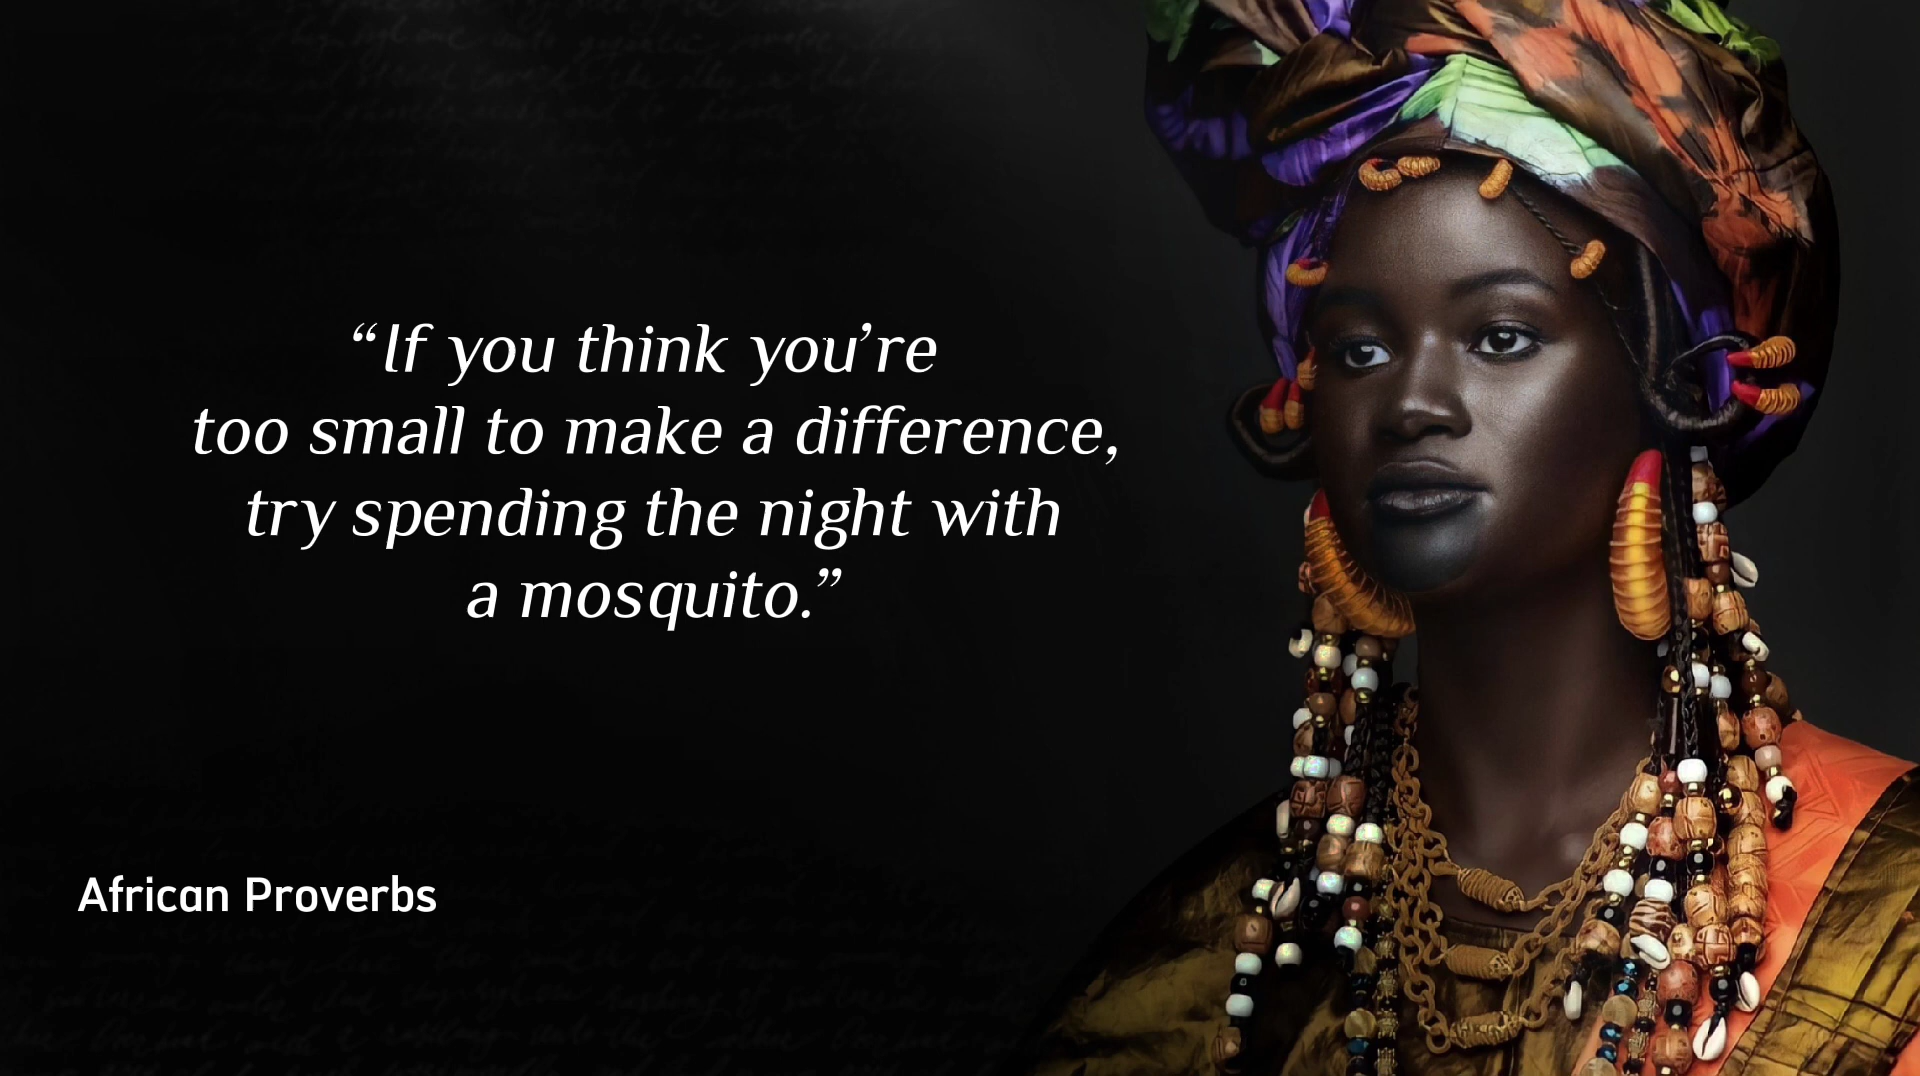 “If you think you’re
too small to make a difference,
try spending the night with
a mosquito.”
African Proverbs